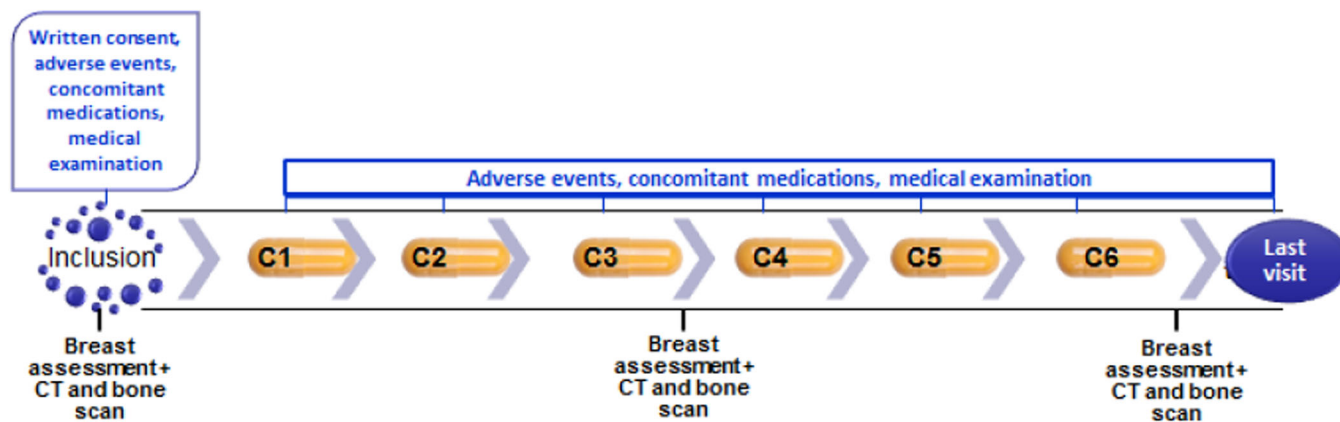 Written consent,
adverse events,
concomitant
medications,
medical
examination
Adverse events, concomitant medications, medical examination
Inclusion
C1
C2
C3
C4
C5
C6
Last
visit
Breast
assessment+
CT and bone
scan
Breast
assessment+
CT and bone
scan
Breast
assessment+
CT and bone
scan